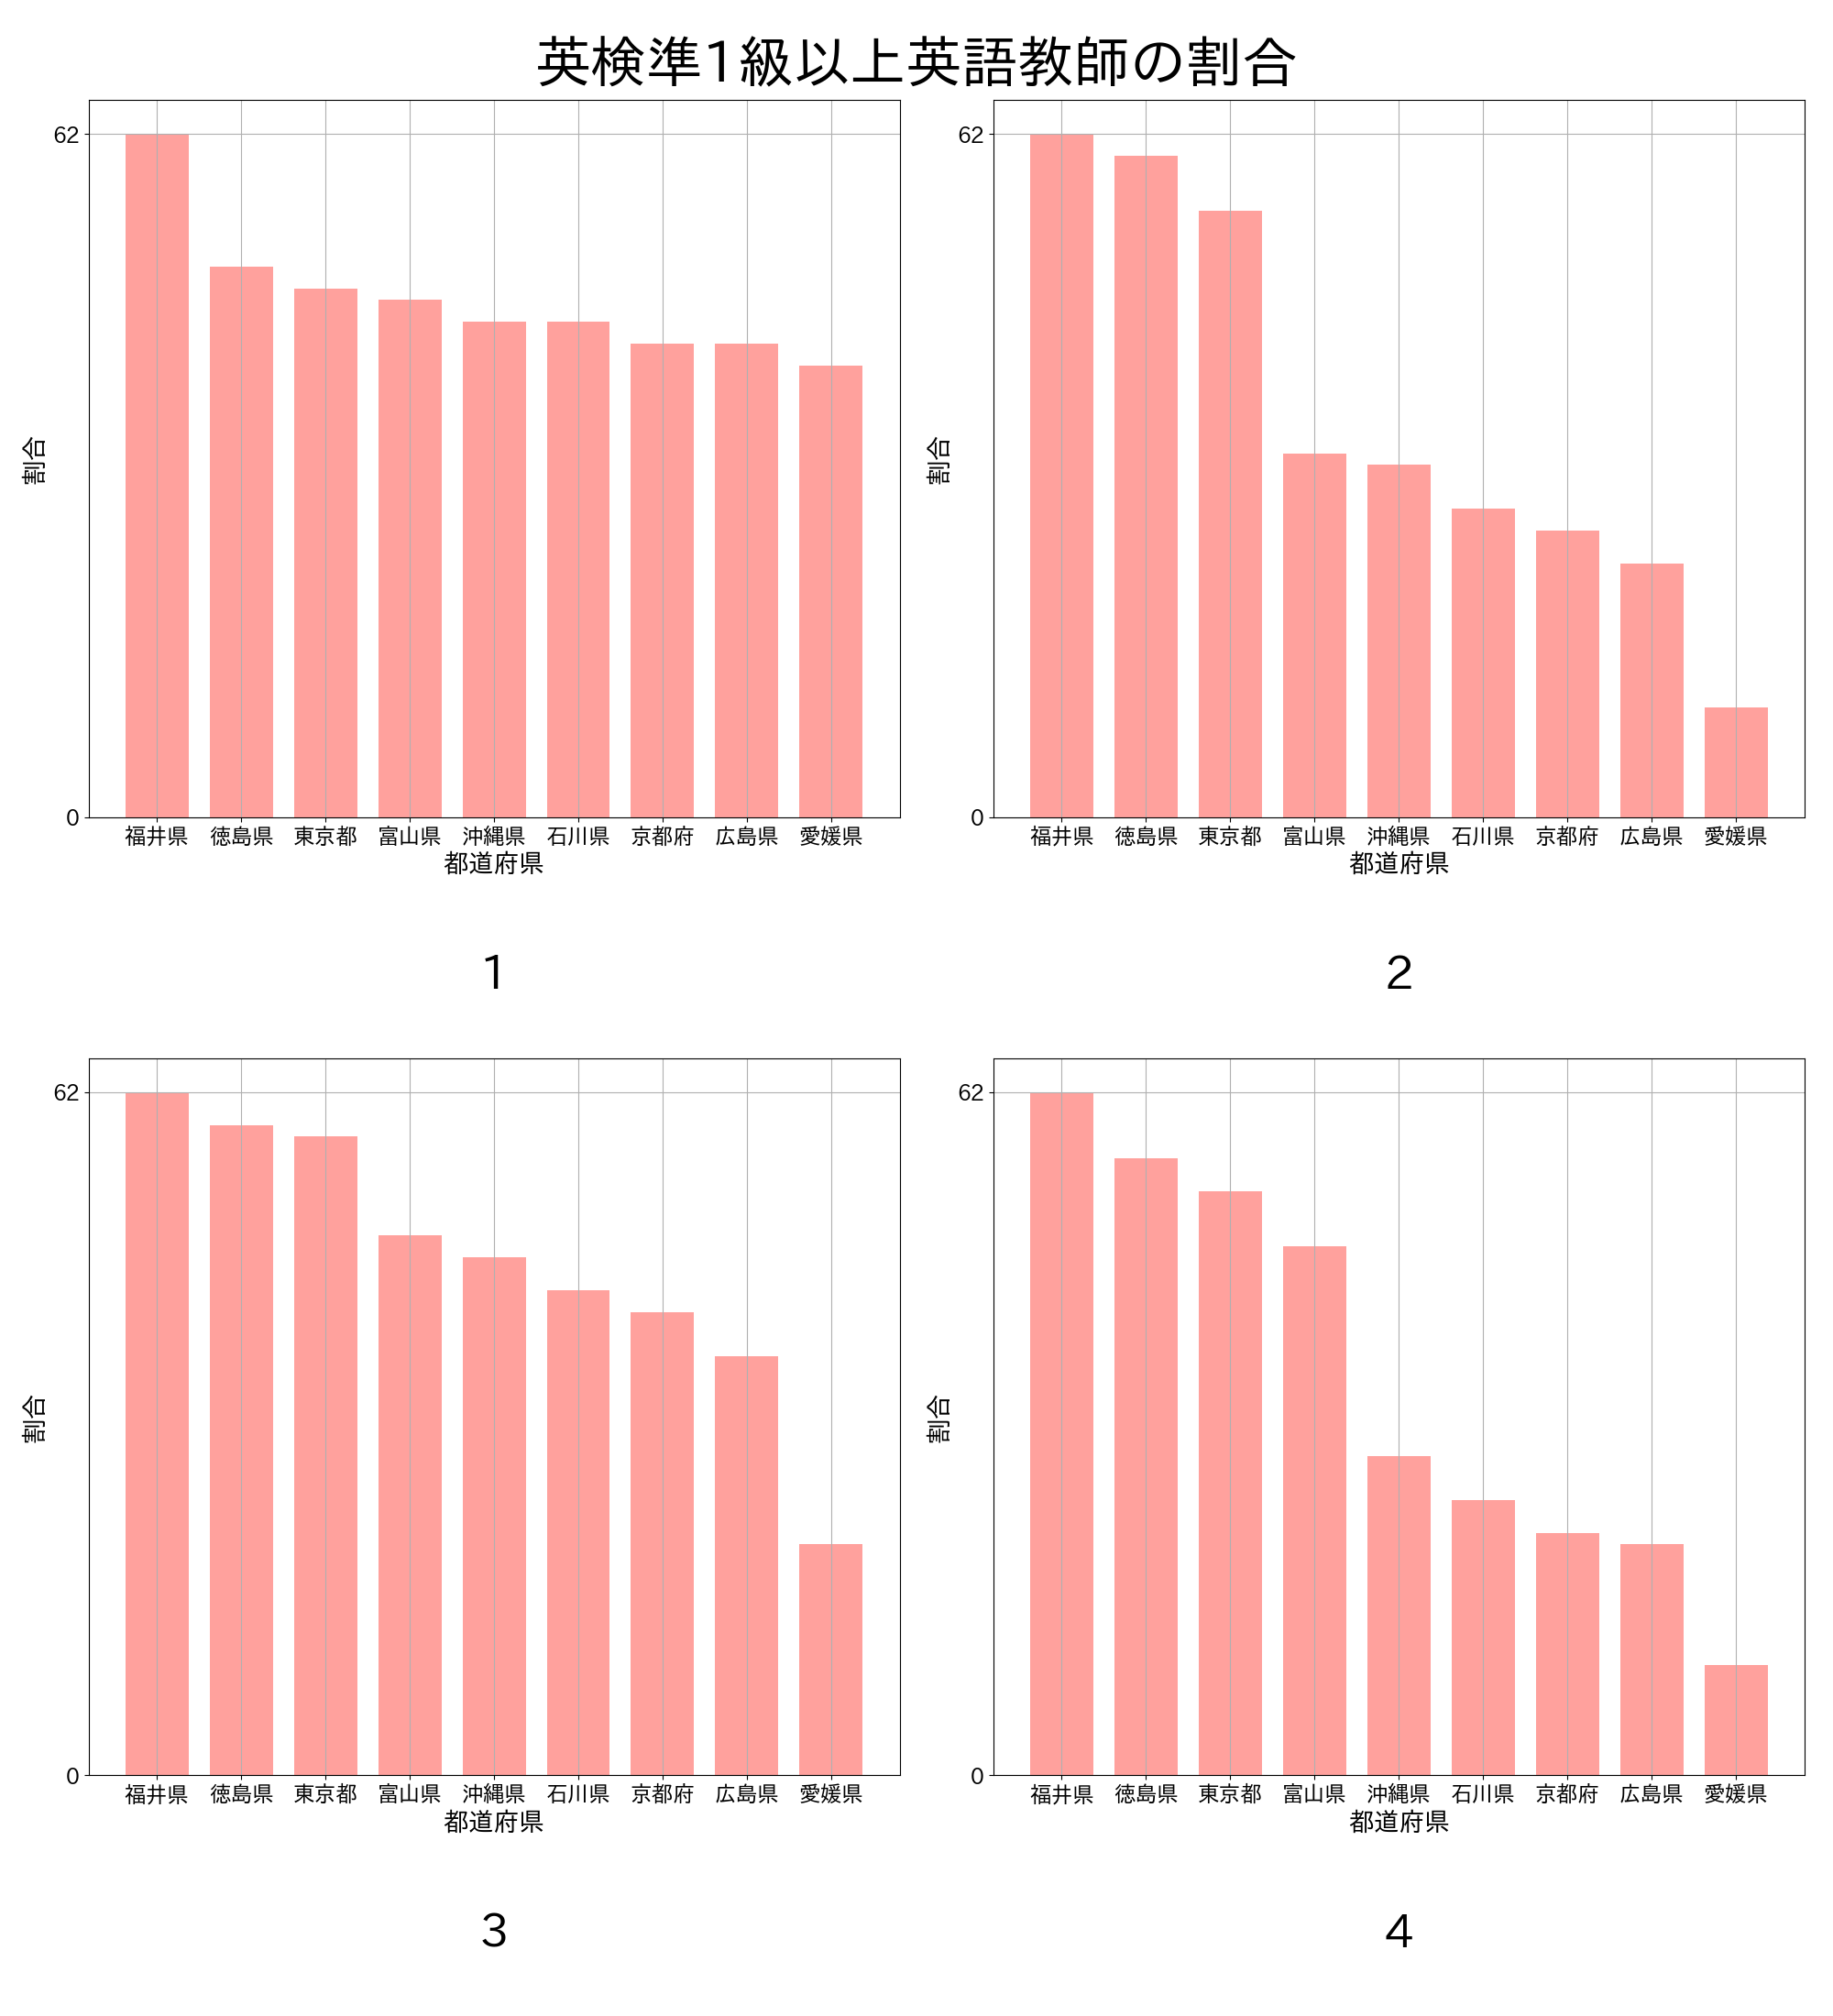 英検準1級以上英語教師の割合
62
0
割合
福井県 徳島県 東京都 富山県 沖縄県 石川県 京都府 広島県 愛媛県
都道府県
1
62
0
割合
福井県 徳島県 東京都 富山県 沖縄県 石川県 京都府 広島県 愛媛県
都道府県
2
62
0
割合
福井県 徳島県 東京都 富山県 沖縄県 石川県 京都府 広島県 愛媛県
都道府県
3
62
0
割合
福井県 徳島県 東京都 富山県 沖縄県 石川県 京都府 広島県 愛媛県
都道府県
4